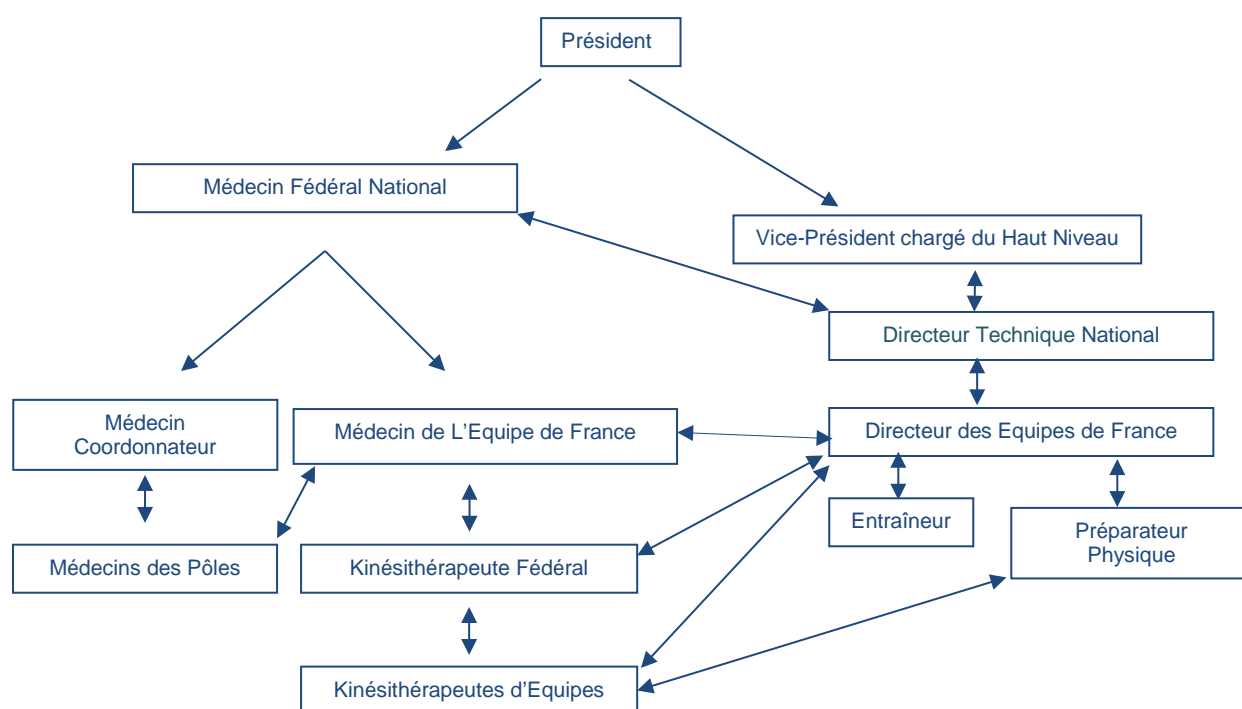 Président
Médecin Fédéral National
Vice-Président chargé du Haut Niveau
Directeur Technique National
Médecin
Coordonnateur
Médecin de L'Equipe de France
Directeur des Equipes de France
Entraîneur
Préparateur
Physique
Médecins des Pôles
Kinésithérapeute Fédéral
Kinésithérapeutes d'Equipes